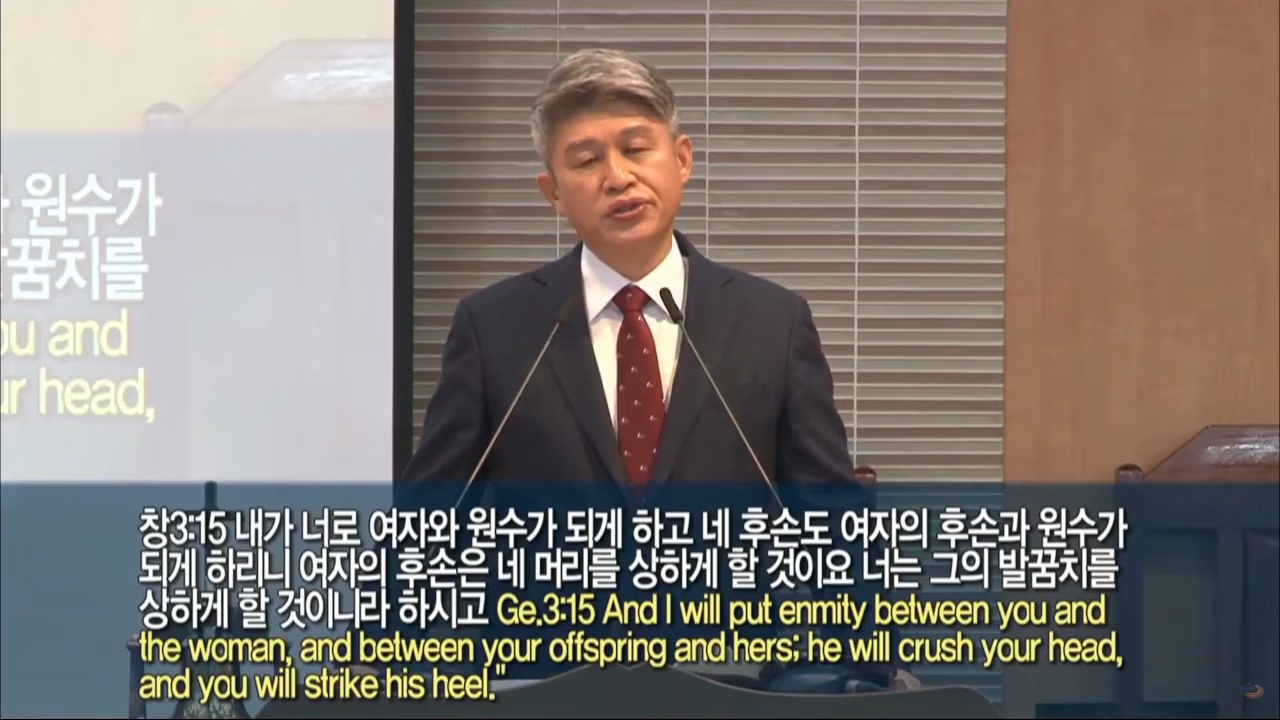 원수가
꿈치를
ou and
ur head,
창3:15 내가 너로 여자와 원수가 되게 하고 네 후손도 여자의 후손과 원수가
되게 하리니 여자의 후손은 네 머리를 상하게 할 것이요 너는 그의 발꿈치를
상하게 할 것이니라 하시고 Ge.3:15 And I will put enmity between you and
the woman, and between your offspring and hers; he will crush your head,
and you will strike his heel."